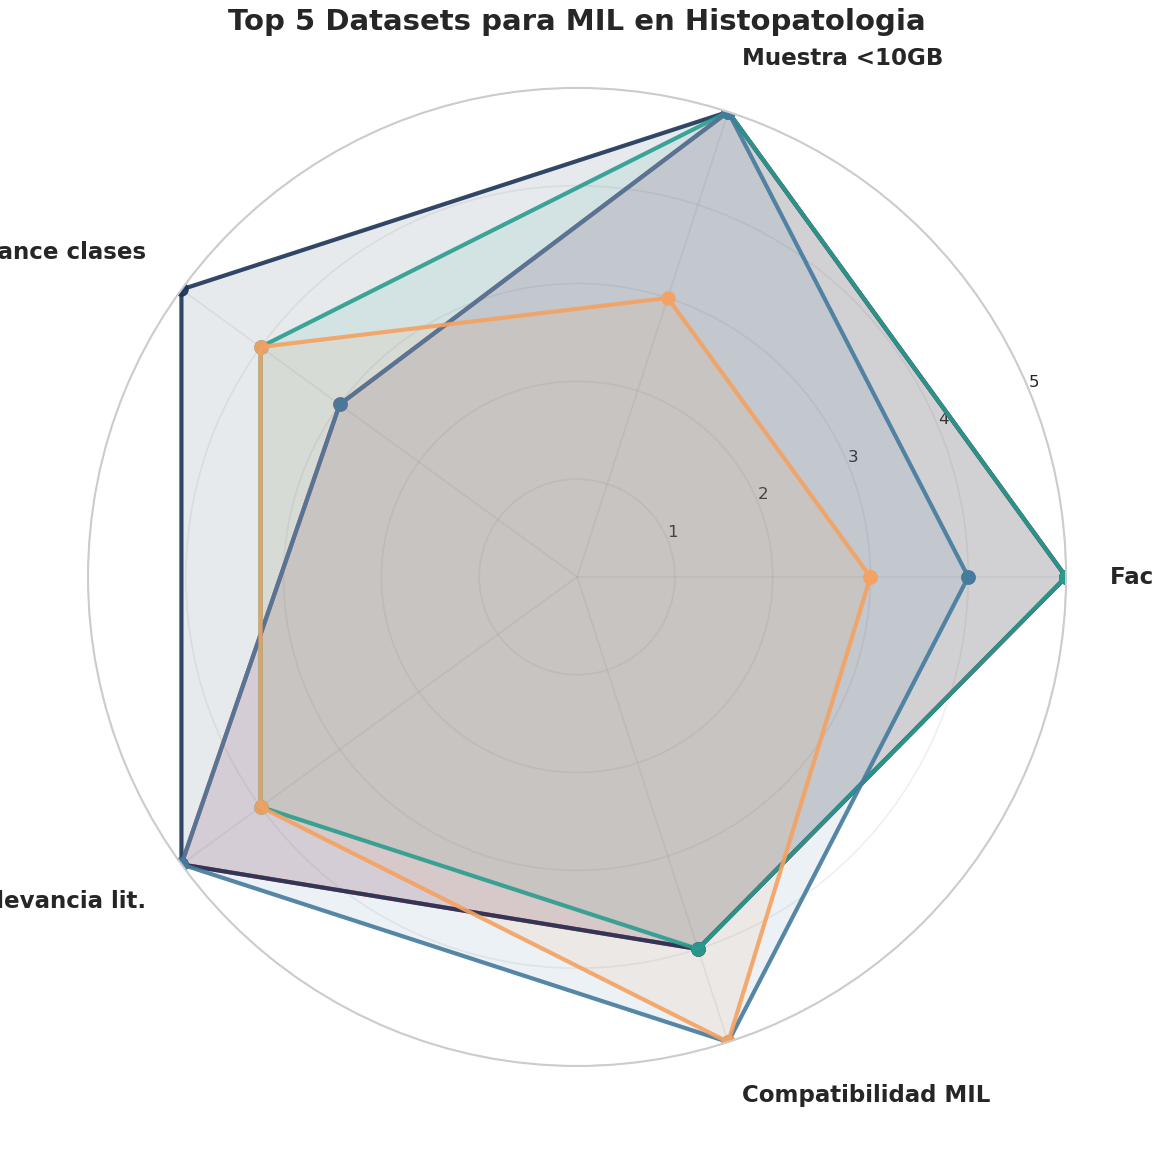 Top 5 Datasets para MIL en Histopatologia
Muestra <10GB
ance clases
5
4
3
2
1
Fac
levancia lit.
Compatibilidad MIL